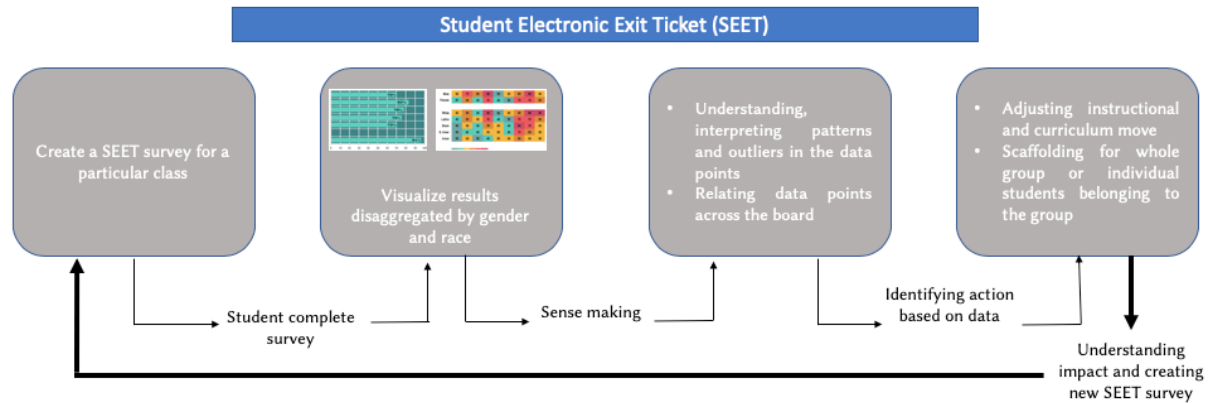 Student Electronic Exit Ticket (SEET)
Create a SEET survey for a
particular class
Visualize results
disaggregated by gender
and race
• Understanding,
interpreting patterns
and outliers in the data
points
• Relating data points
across the board
• Adjusting instructional
and curriculum move
• Scaffolding for whole
group or individual
students belonging to
the group
Student complete
survey
Sense making
Identifying action
based on data
Understanding
impact and creating
new SEET survey